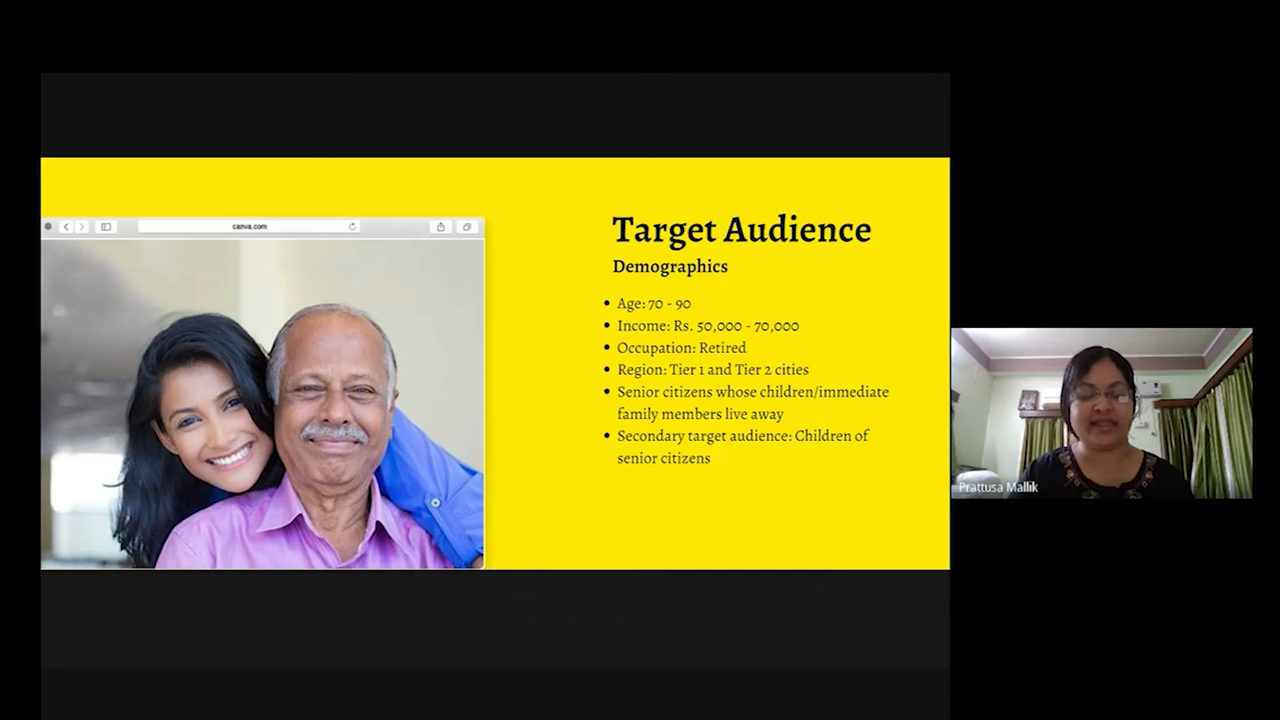 canva.com
Target Audience
Demographics
• Age: 70 - 90
• Income: Rs. 50,000 - 70,000
• Occupation: Retired
• Region: Tier 1 and Tier 2 cities
• Senior citizens whose children/immediate
family members live away
• Secondary target audience: Children of
senior citizens
Prattusa Mallik